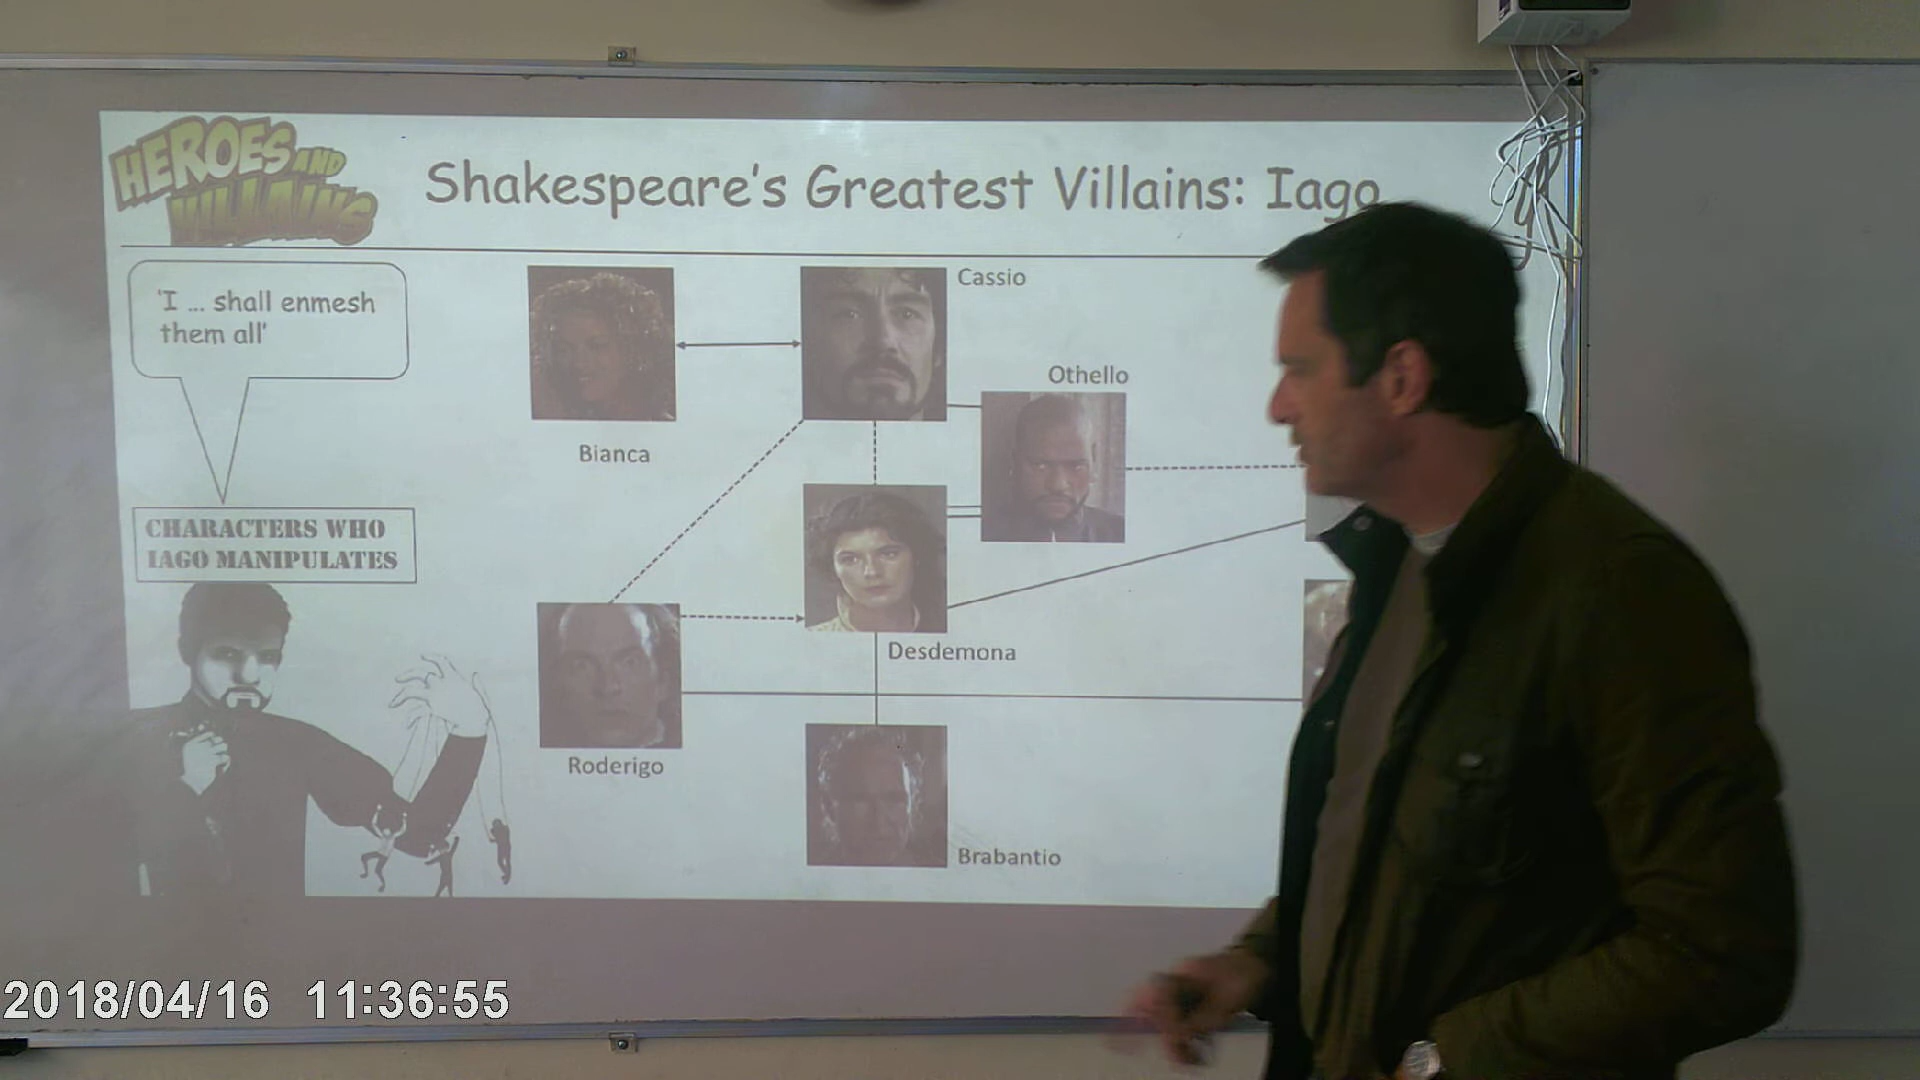 HEROES AND
VILLAINS
Shakespeare's Greatest Villains: Iago
'I ... shall enmesh
them all'
Cassio
Othello
Bianca
CHARACTERS WHO
IAGO MANIPULATES
Desdemona
Roderigo
Brabantio
2018/04/16 11:36:55